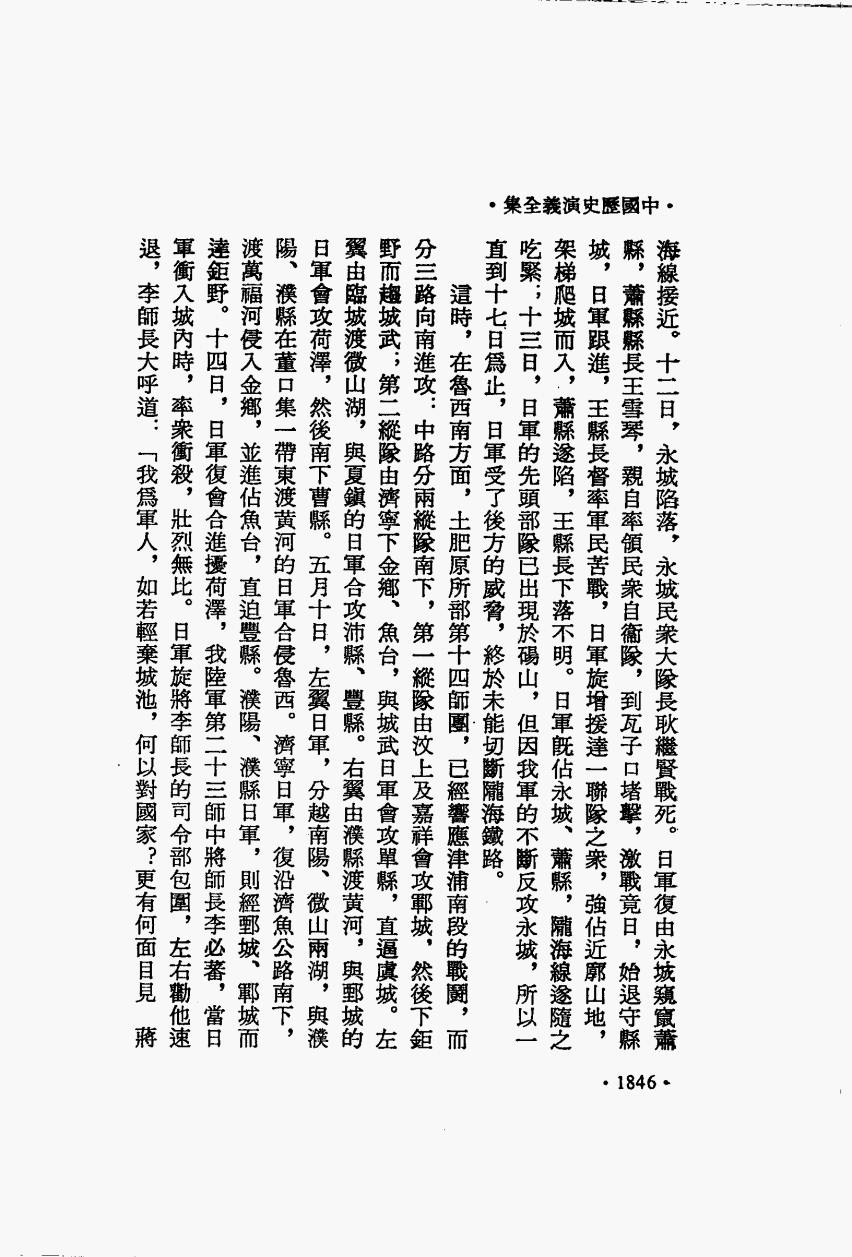 •中國歷史演義全集•
海線接近。十二日，永城陷落，永城民衆大隊長耿繼賢戰死。日軍復由永城窺竄蕭
縣，蕭縣縣長王雪琴，親自率領民衆自衞隊，到瓦子口堵擊，激戰竟日，始退守縣
城，日軍跟進，王縣長督率軍民苦戰，日軍旋增援達一聯隊之衆，強佔近郭山地，
架梯爬城而入，蕭縣遂陷，王縣長下落不明。日軍旣佔永城、蕭縣，隴海線遂隨之
吃緊；十三日，日軍的先頭部隊已出現於碭山，但因我軍的不斷反攻永城，所以一
直到十七日爲止，日軍受了後方的威脅，終於未能切斷隴海鐵路。
這時，在魯西南方面，土肥原所部第十四師團，已經響應津浦南段的戰鬪，而
分三路向南進攻：中路分兩縱隊南下，第一縱隊由汶上及嘉祥會攻鄆城，然後下鉅
野而趨城武；第二縱隊由濟寧下金鄉、魚台，與城武日軍會攻單縣，直逼虞城。左
翼由臨城渡微山湖，與夏鎭的日軍合攻沛縣、豐縣。右翼由濮縣渡黃河，與鄄城的
日軍會攻荷澤，然後南下曹縣。五月十日，左翼日軍，分越南陽、微山兩湖，與濮
陽、濮縣在董口集一帶東渡黃河的日軍合侵魯西。濟寧日軍，復沿濟魚公路南下，
渡萬福河侵入金鄉，並進佔魚台，直迫豐縣。濮陽、濮縣日軍，則經鄄城、鄆城而
達鉅野。十四日，日軍復會合進擾荷澤，我陸軍第二十三師中將師長李必蕃，當日
軍衝入城內時，率衆衝殺，壯烈無比。日軍旋將李師長的司令部包圍，左右勸他速
退，李師長大呼道：「我爲軍人，如若輕棄城池，何以對國家？更有何面目見　蔣
•1846•